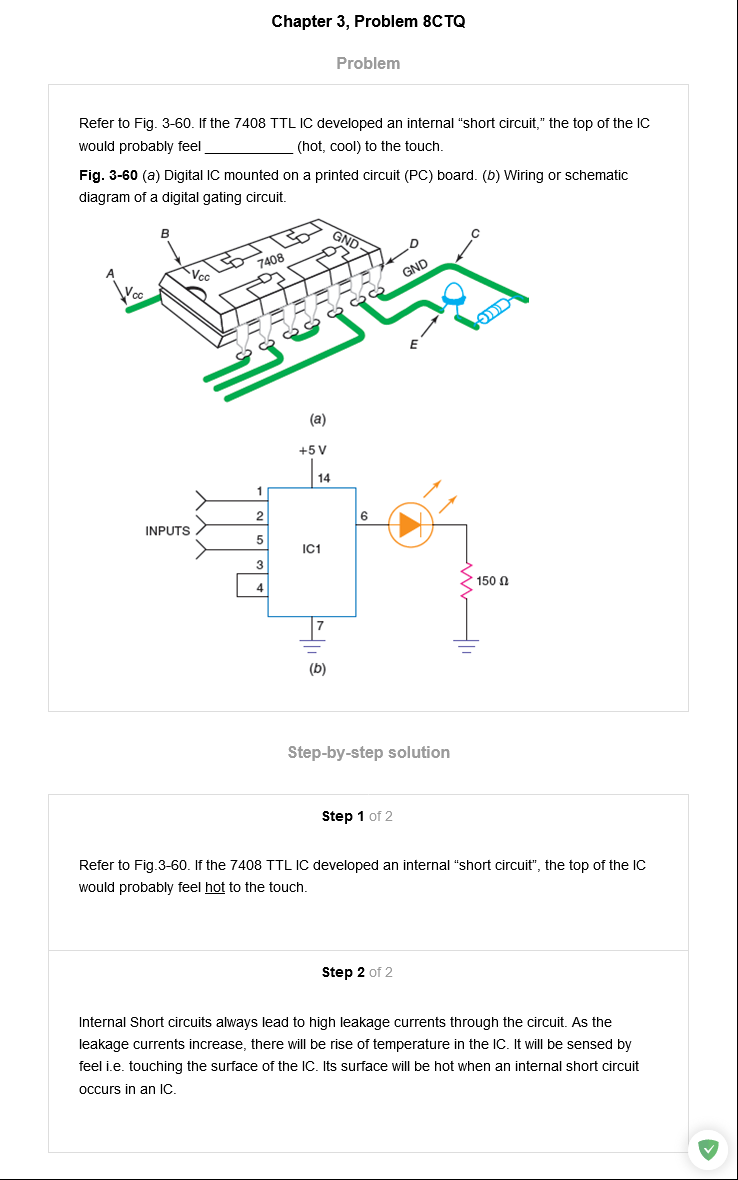 Chapter 3, Problem 8CTQ
Problem
Refer to Fig. 3-60. If the 7408 TTL IC developed an internal “short circuit,” the top of the IC
would probably feel ____________ (hot, cool) to the touch.
Fig. 3-60 (a) Digital IC mounted on a printed circuit (PC) board. (b) Wiring or schematic
diagram of a digital gating circuit.
B
C
GND
D
7408
A
Vcc
GND
Vcc
E
(a)
+5 V
14
1
2
6
INPUTS
5
IC1
3
4
150 Ω
7
(b)
Step-by-step solution
Step 1 of 2
Refer to Fig.3-60. If the 7408 TTL IC developed an internal “short circuit”, the top of the IC
would probably feel hot to the touch.
Step 2 of 2
Internal Short circuits always lead to high leakage currents through the circuit. As the
leakage currents increase, there will be rise of temperature in the IC. It will be sensed by
feel i.e. touching the surface of the IC. Its surface will be hot when an internal short circuit
occurs in an IC.